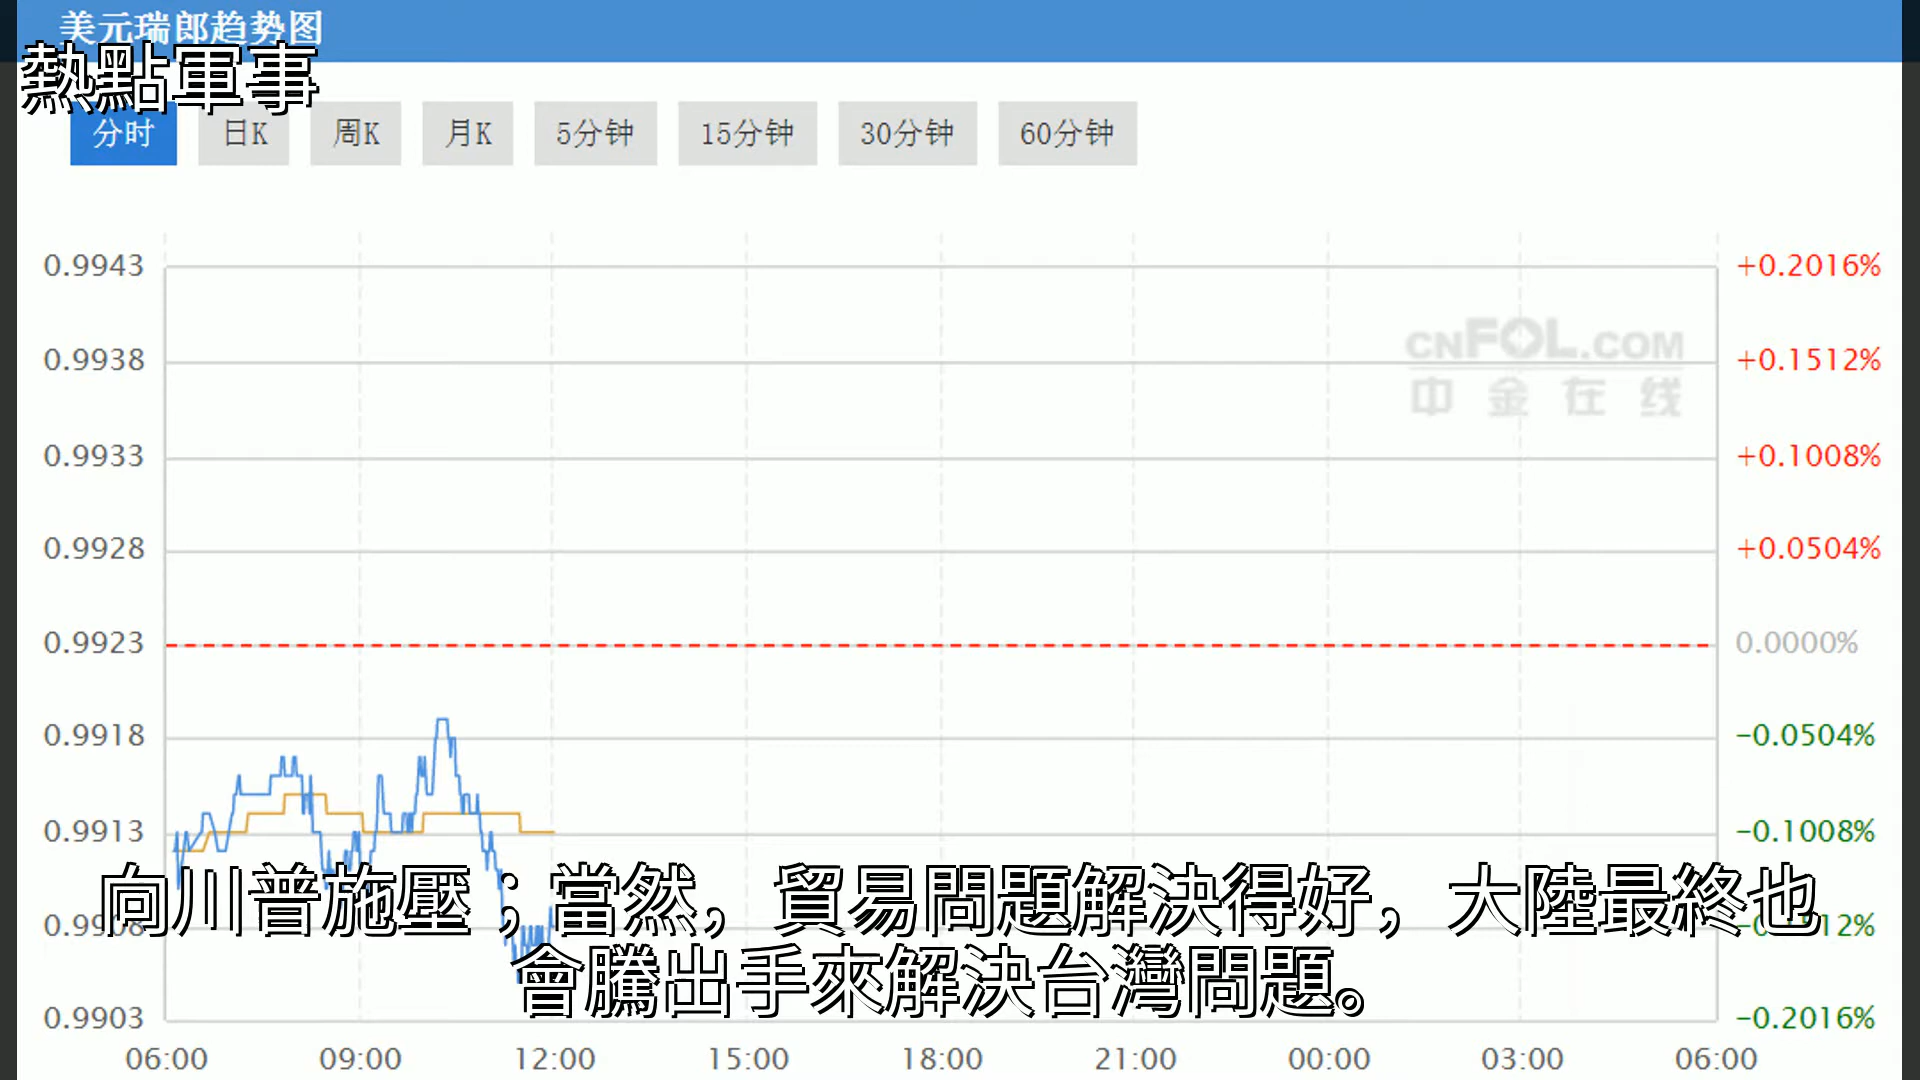 美元瑞郎趋势图
熱點軍事
分时 日K 周K 月K 5分钟 15分钟 30分钟 60分钟
0.9943 +0.2016%
CNFOL.COM
0.9938 +0.1512%
中金在线
0.9933 +0.1008%
0.9928 +0.0504%
0.9923 0.0000%
0.9918 -0.0504%
0.9913 -0.1008%
向川普施壓；當然，貿易問題解決得好，大陸最終也
會騰出手來解決台灣問題。
0.9903 -0.2016%
06:00 09:00 12:00 15:00 18:00 21:00 00:00 03:00 06:00